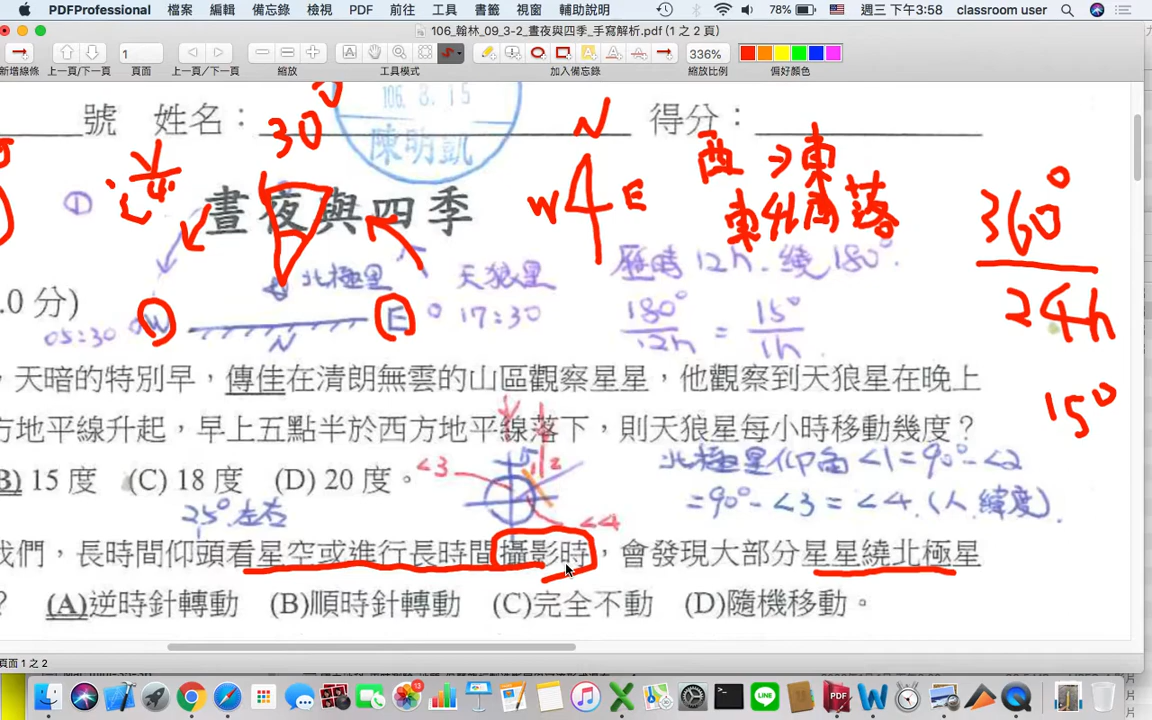 PDFProfessional 檔案 編輯 備忘錄 檢視 PDF 前往 工具 書籤 視窗 輔助說明 78% 週三 下午3:58 classroom user
106_翰林_09_3-2_晝夜與四季_手寫解析.pdf (1 之 2 頁)
1 336%
新增線條 上一頁/下一頁 頁面 上一頁/下一頁 縮放 工具模式 加入備忘錄 縮放比例 偏好顏色
106. 8. 15
陳明凱
號 姓名： 得分：
30°
N
W E
西→東
東升西落
360°
24h
15°
①
晝夜與四季
北極星 天狼星
歷時12h.繞180°.
.0 分)
05:30 W E 17:30
N
180°/12h = 15°/1h
，天暗的特別早，傳佳在清朗無雲的山區觀察星星，他觀察到天狼星在晚上
方地平線升起，早上五點半於西方地平線落下，則天狼星每小時移動幾度？
B) 15 度 (C) 18 度 (D) 20 度。
∠3 1 2 ∠4
北極星仰角∠1=90°-∠2
=90°-∠3=∠4.(人緯度).
25°左右
我們，長時間仰頭看星空或進行長時間攝影時，會發現大部分星星繞北極星
? (A)逆時針轉動 (B)順時針轉動 (C)完全不動 (D)隨機移動。
頁面 1 之 2